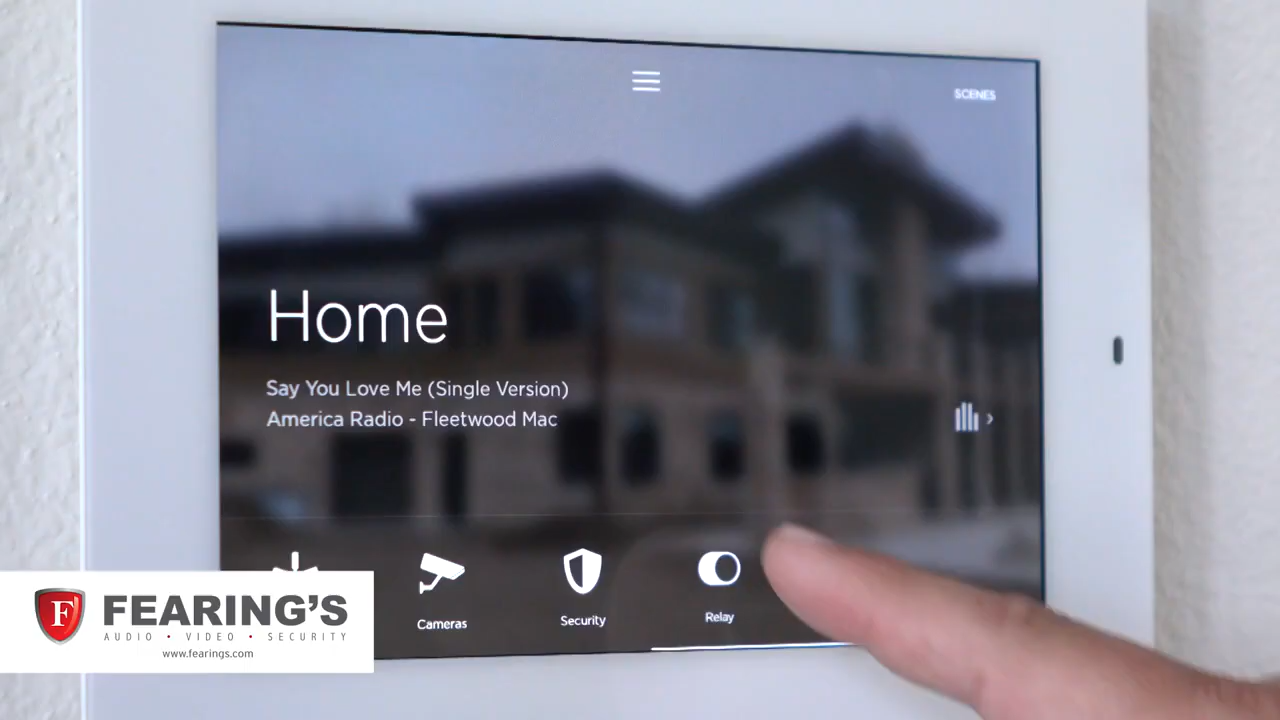 SCENES
Home
Say You Love Me (Single Version)
America Radio - Fleetwood Mac
Cameras
Security
Relay
F
FEARING'S
AUDIO • VIDEO • SECURITY
www.fearings.com